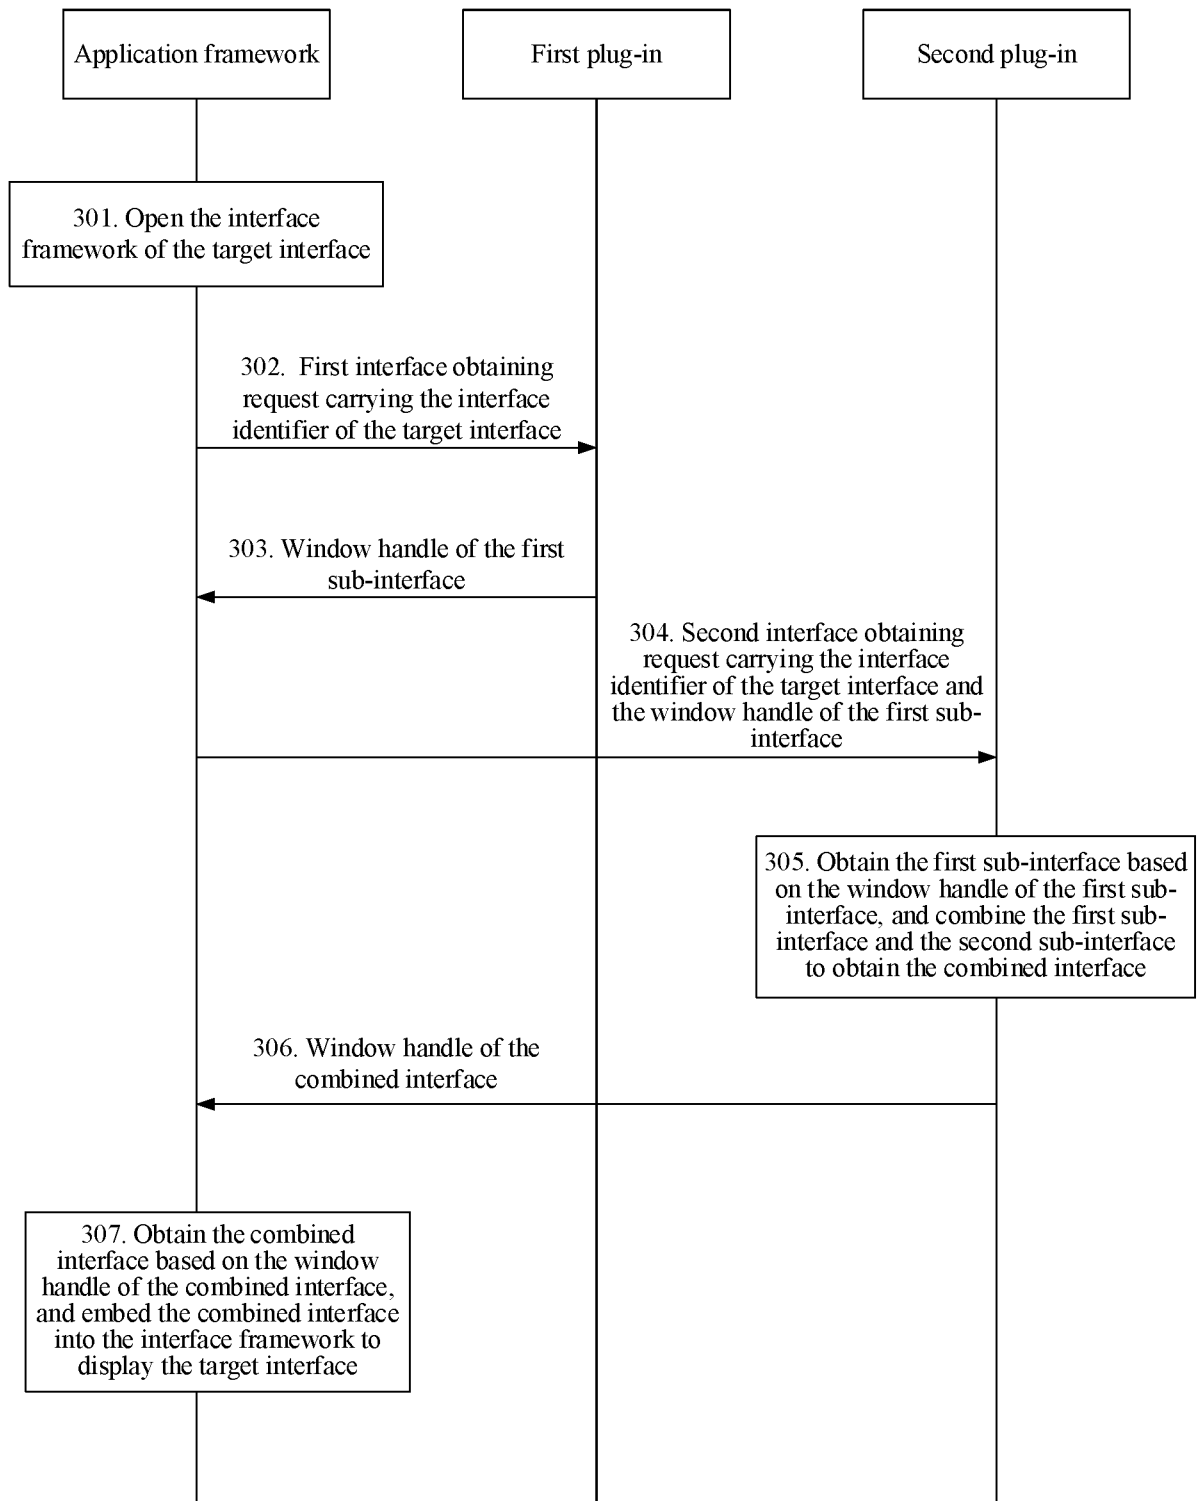 Application framework
First plug-in
Second plug-in
301. Open the interface
framework of the target interface
302. First interface obtaining
request carrying the interface
identifier of the target interface
303. Window handle of the first
sub-interface
304. Second interface obtaining
request carrying the interface
identifier of the target interface and
the window handle of the first sub-
interface
305. Obtain the first sub-interface based
on the window handle of the first sub-
interface, and combine the first sub-
interface and the second sub-interface
to obtain the combined interface
306. Window handle of the
combined interface
307. Obtain the combined
interface based on the window
handle of the combined interface,
and embed the combined interface
into the interface framework to
display the target interface